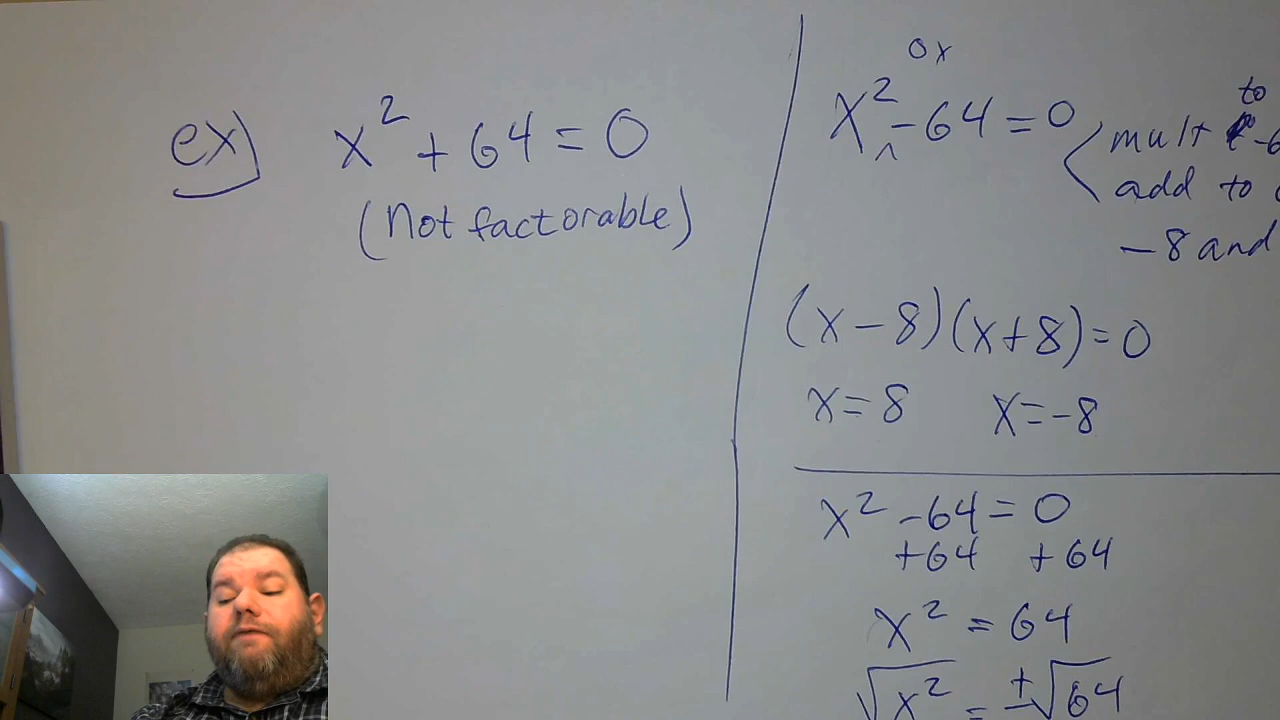 ex) x² + 64 = 0
(Not factorable)
0x
x² ^ - 64 = 0
mult to
add to
-8 and
(x - 8)(x + 8) = 0
x = 8 x = -8
x² - 64 = 0
+64 +64
x² = 64
√x² = ±√64